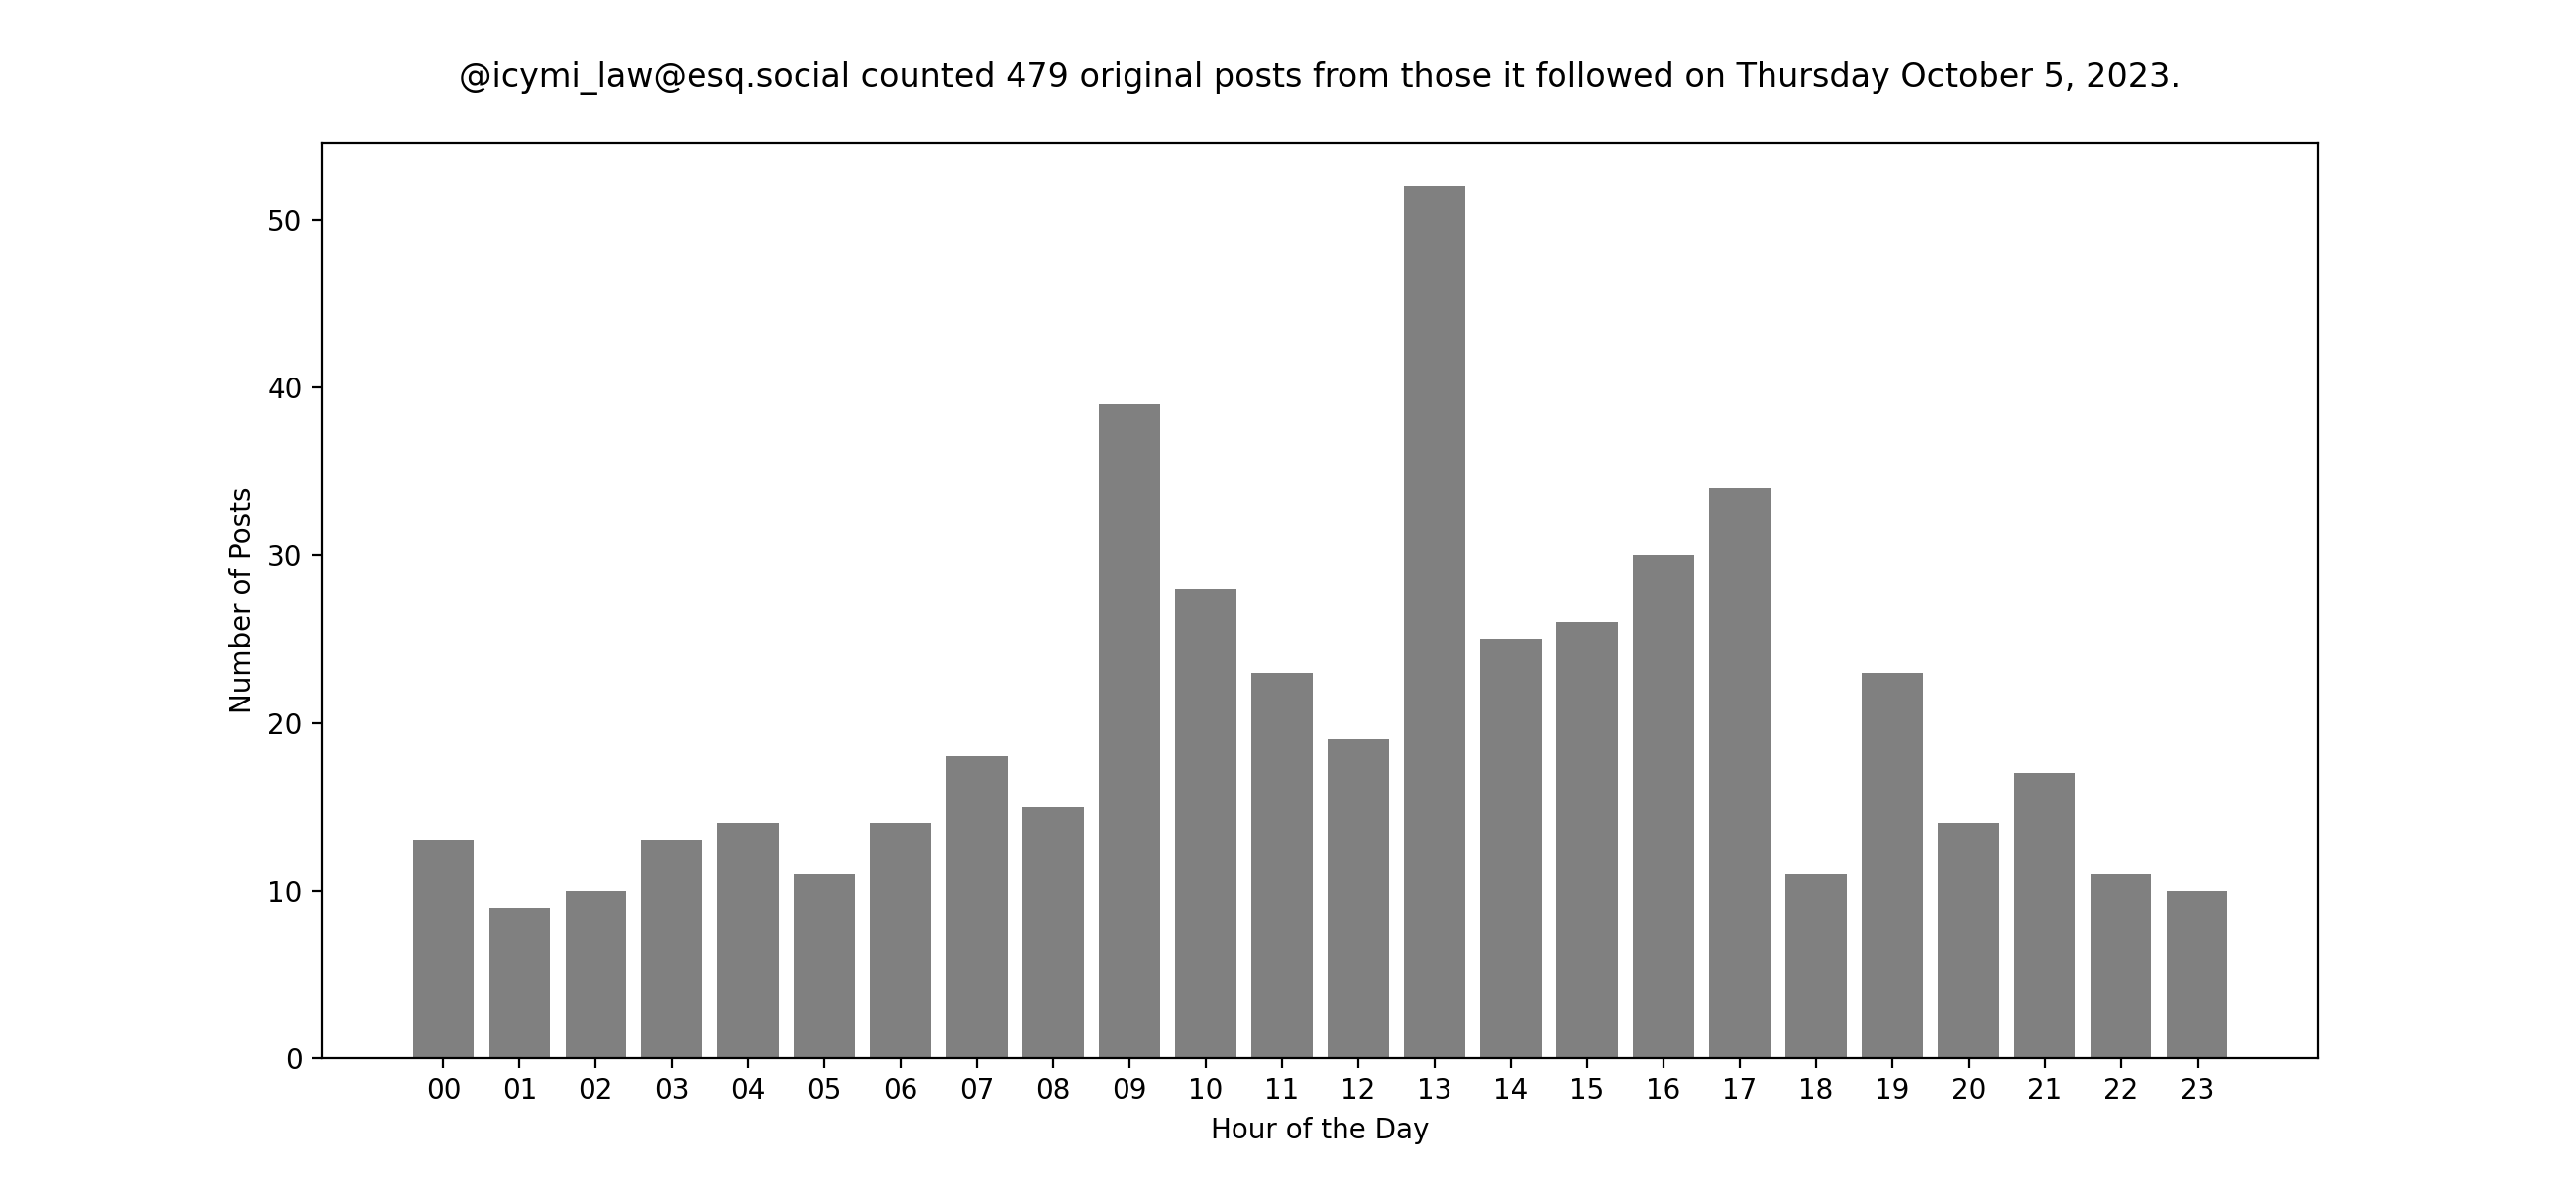 @icymi_law@esq.social counted 479 original posts from those it followed on Thursday October 5, 2023.
50
40
30
20
10
0
Number of Posts
00 01 02 03 04 05 06 07 08 09 10 11 12 13 14 15 16 17 18 19 20 21 22 23
Hour of the Day